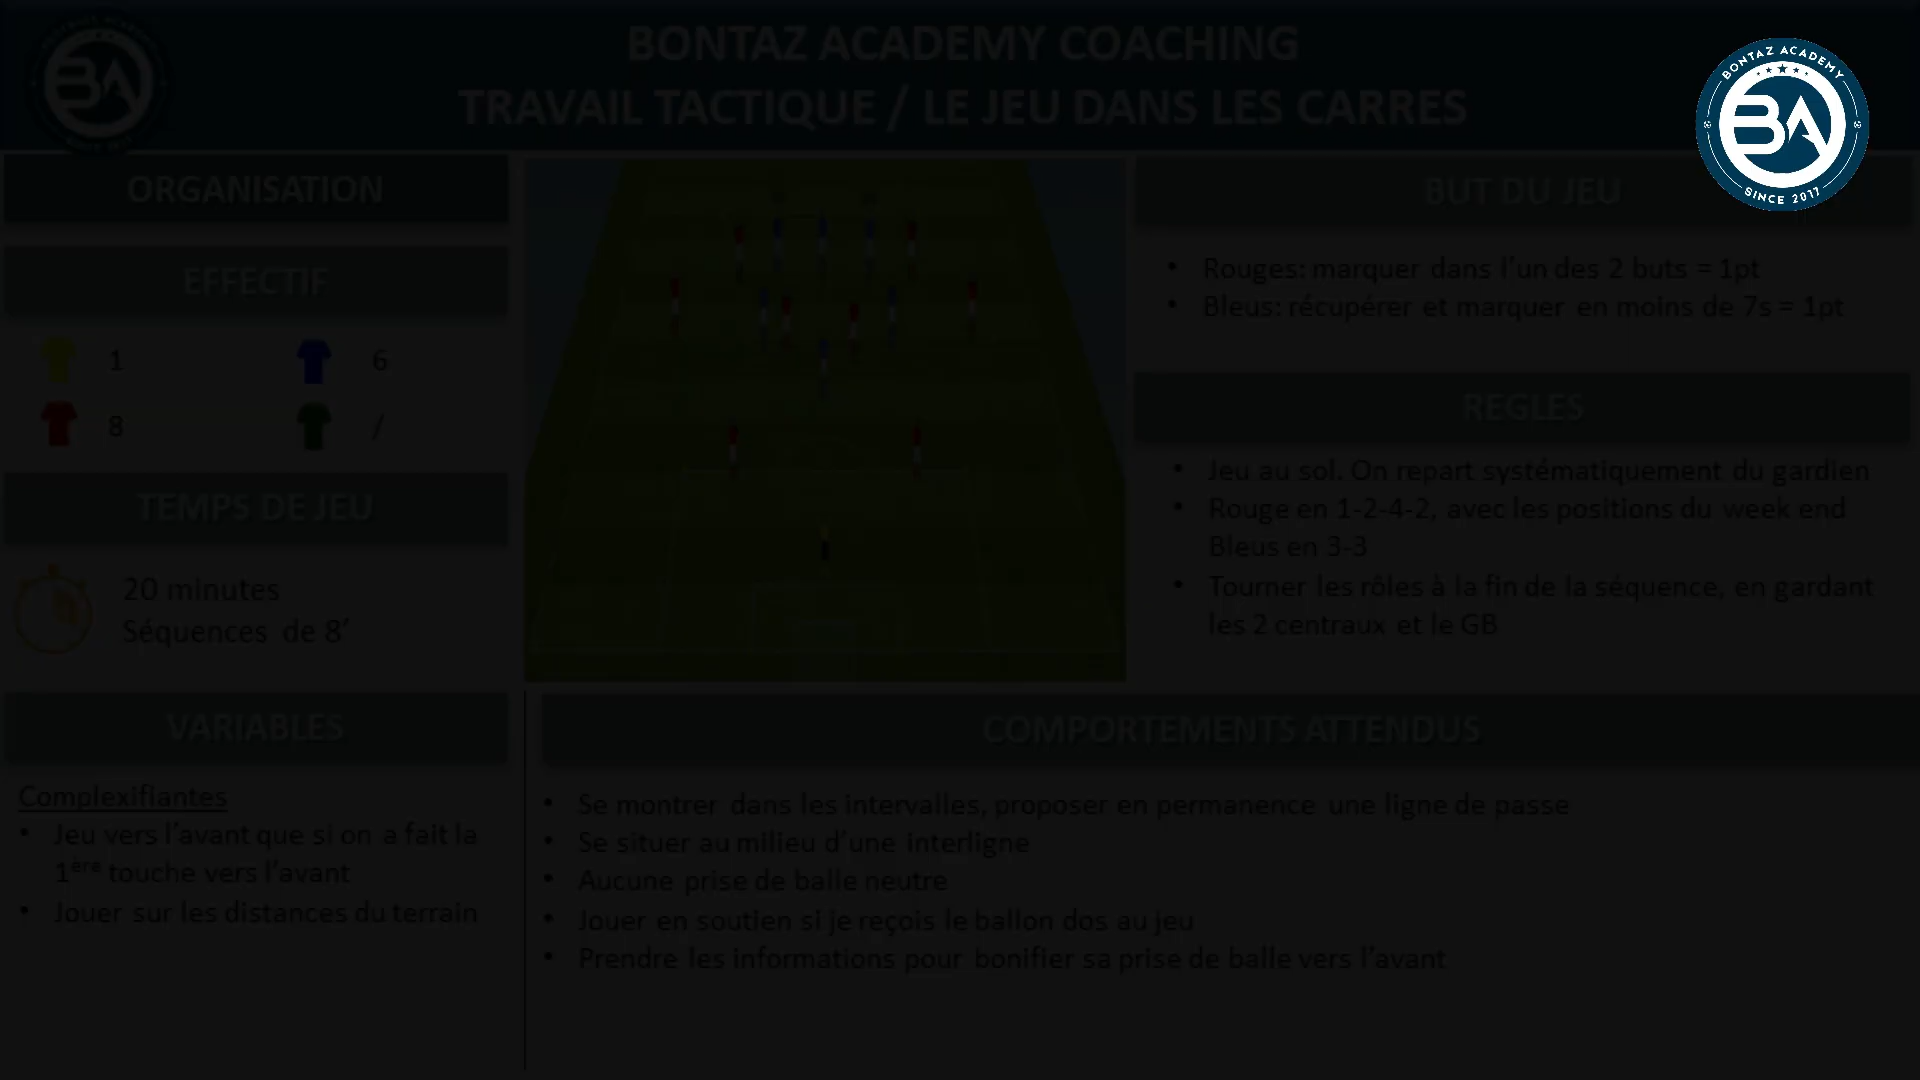 BONTAZ ACADEMY COACHING
TRAVAIL TACTIQUE / LE JEU DANS LES CARRES
BA
SINCE 2017
BONTAZ ACADEMY
BA
SINCE 2017
ORGANISATION
EFFECTIF
1
6
8
/
TEMPS DE JEU
20 minutes
Séquences de 8’
BUT DU JEU
• Rouges: marquer dans l’un des 2 buts = 1pt
• Bleus: récupérer et marquer en moins de 7s = 1pt
REGLES
• Jeu au sol. On repart systématiquement du gardien
• Rouge en 1-2-4-2, avec les positions du week end
Bleus en 3-3
• Tourner les rôles à la fin de la séquence, en gardant
les 2 centraux et le GB
VARIABLES
Complexifiantes
• Jeu vers l’avant que si on a fait la
1ère touche vers l’avant
• Jouer sur les distances du terrain
COMPORTEMENTS ATTENDUS
• Se montrer dans les intervalles, proposer en permanence une ligne de passe
• Se situer au milieu d’une interligne
• Aucune prise de balle neutre
• Jouer en soutien si je reçois le ballon dos au jeu
• Prendre les informations pour bonifier sa prise de balle vers l’avant